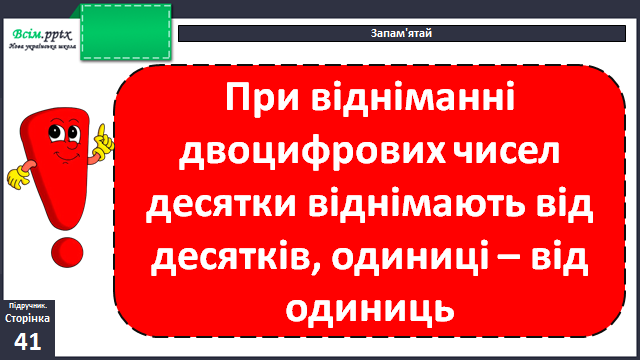 Всім.pptx
Нова українська школа
Запам'ятай
При відніманні
двоцифрових чисел
десятки віднімають від
десятків, одиниці – від
одиниць
Підручник.
Сторінка
41